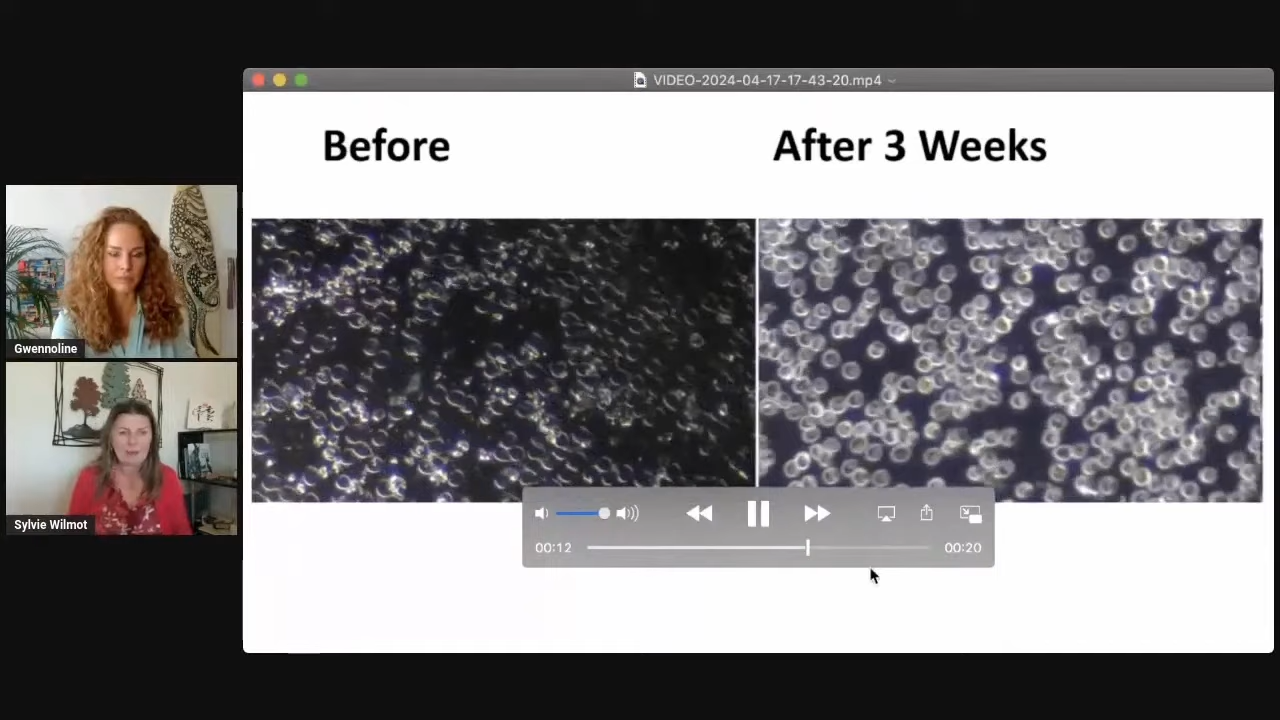 VIDEO-2024-04-17-17-43-20.mp4
Before
After 3 Weeks
Gwennoline
Sylvie Wilmot
00:12
00:20